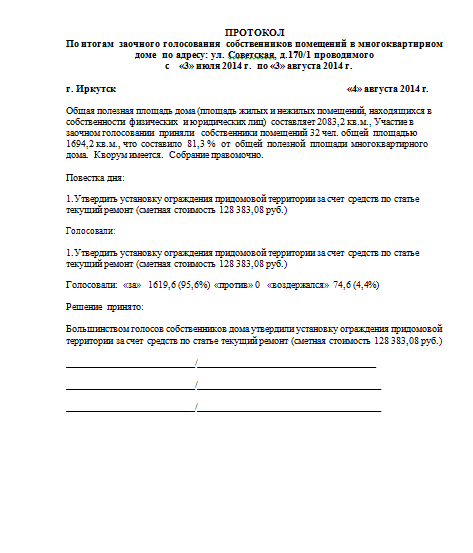 ПРОТОКОЛ
По итогам заочного голосования собственников помещений в многоквартирном
доме по адресу: ул. Советская, д.170/1 проводимого
с «3» июля 2014 г. по «3» августа 2014 г.
г. Иркутск «4» августа 2014 г.
Общая полезная площадь дома (площадь жилых и нежилых помещений, находящихся в
собственности физических и юридических лиц) составляет 2083,2 кв.м., Участие в
заочном голосовании приняли собственники помещений 32 чел. общей площадью
1694,2 кв.м., что составило 81,3 % от общей полезной площади многоквартирного
дома. Кворум имеется. Собрание правомочно.
Повестка дня:
1.Утвердить установку ограждения придомовой территории за счет средств по статье
текущий ремонт (сметная стоимость 128 383,08 руб.)
Голосовали:
1.Утвердить установку ограждения придомовой территории за счет средств по статье
текущий ремонт (сметная стоимость 128 383,08 руб.)
Голосовали: «за» 1619,6 (95,6%) «против» 0 «воздержался» 74,6 (4,4%)
Решение принято:
Большинством голосов собственников дома утвердили установку ограждения придомовой
территории за счет средств по статье текущий ремонт (сметная стоимость 128 383,08 руб.)